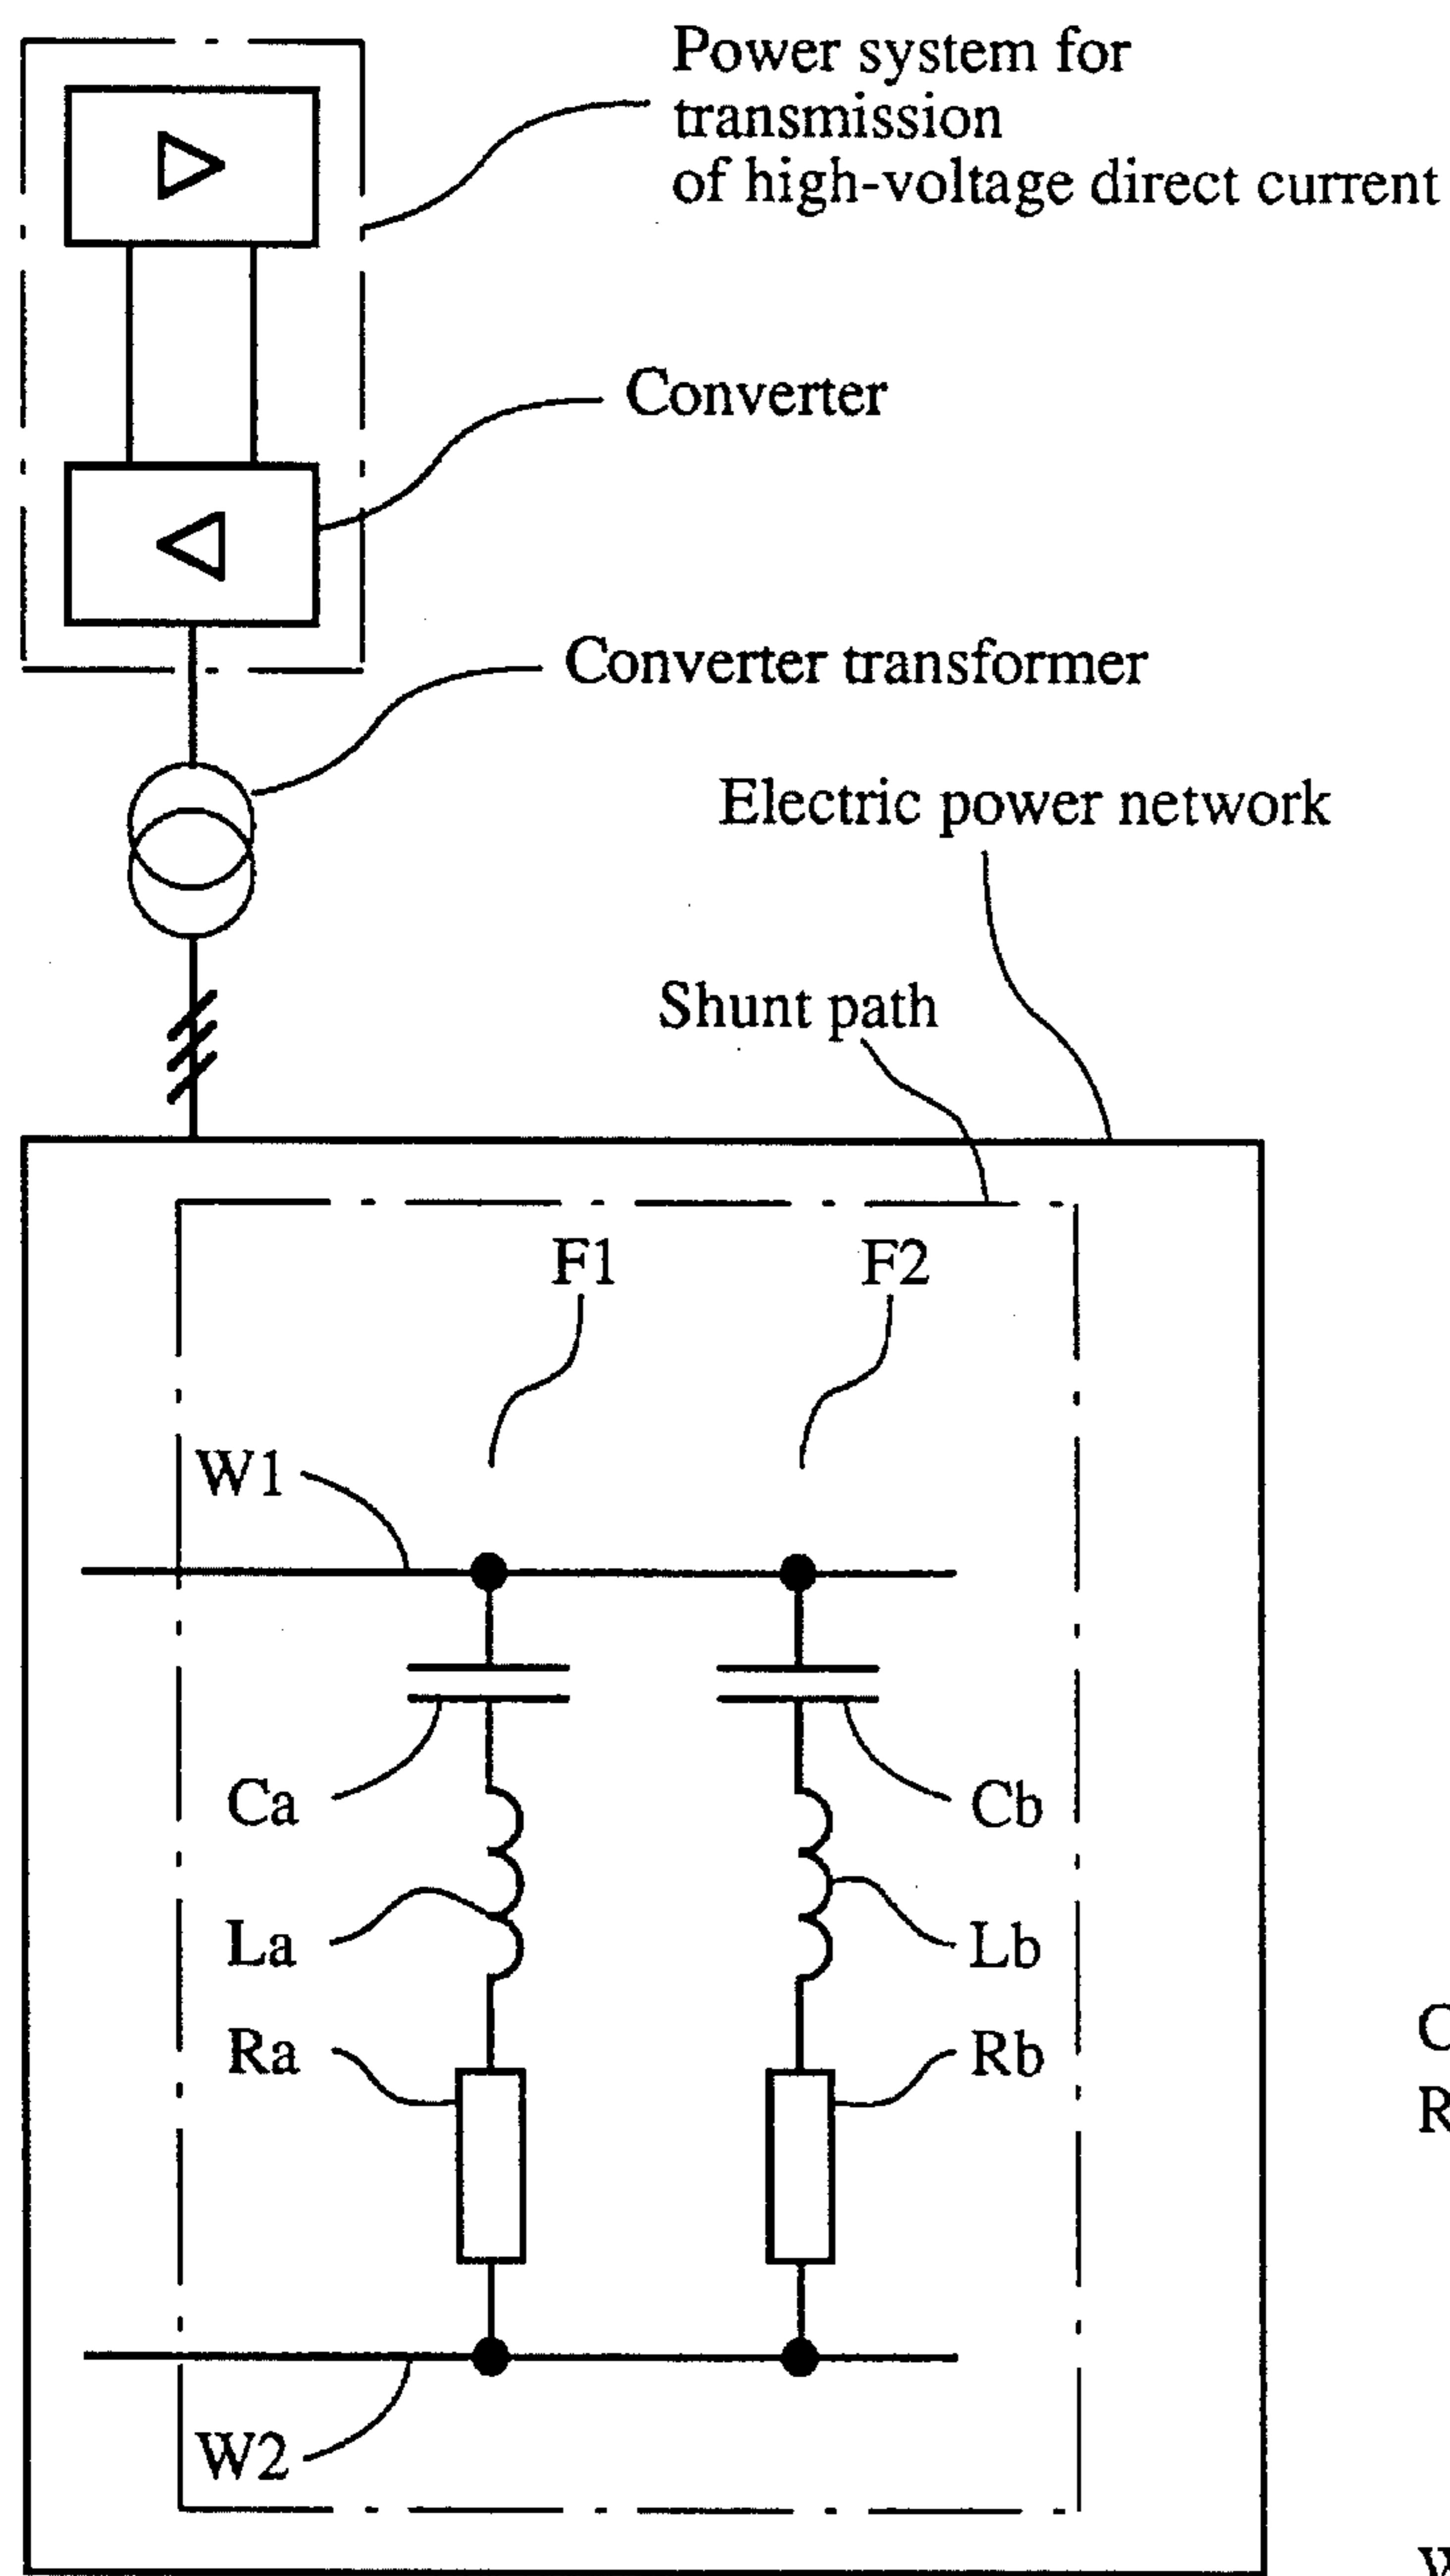 Power system for
transmission
of high-voltage direct current
Converter
Converter transformer
Electric power network
Shunt path
F1 F2
W1
Ca Cb
La Lb
Ra Rb
W2